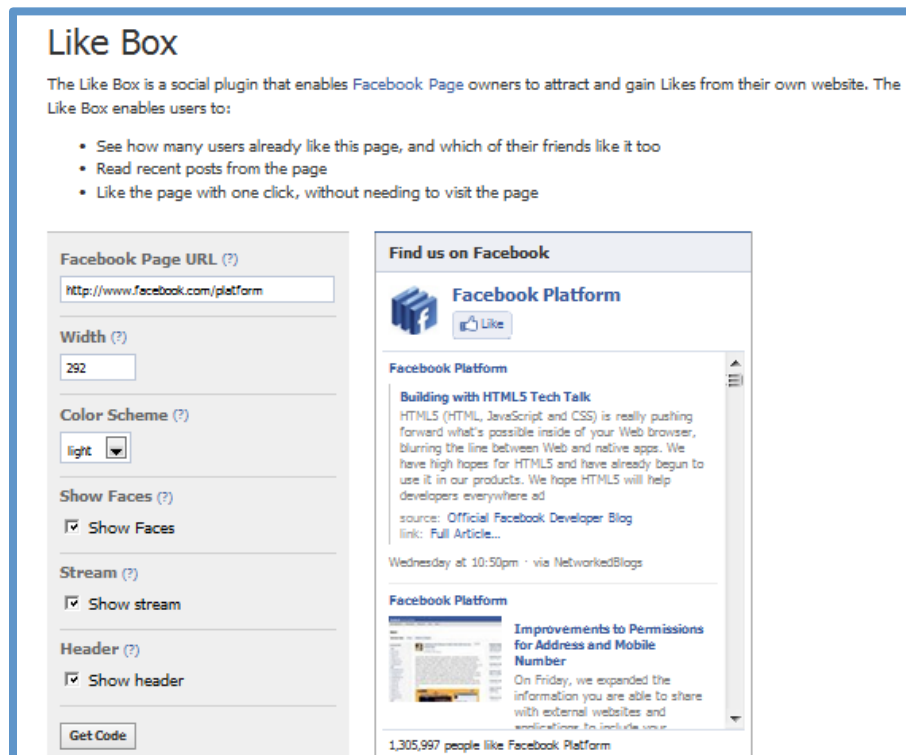 Like Box
The Like Box is a social plugin that enables Facebook Page owners to attract and gain Likes from their own website. The
Like Box enables users to:
• See how many users already like this page, and which of their friends like it too
• Read recent posts from the page
• Like the page with one click, without needing to visit the page
Facebook Page URL (?)
http://www.facebook.com/platform
Width (?)
292
Color Scheme (?)
light
Show Faces (?)
Show Faces
Stream (?)
Show stream
Header (?)
Show header
Get Code
Find us on Facebook
Facebook Platform
Like
Facebook Platform
Building with HTML5 Tech Talk
HTML5 (HTML, JavaScript and CSS) is really pushing
forward what's possible inside of your Web browser,
blurring the line between Web and native apps. We
have high hopes for HTML5 and have already begun to
use it in our products. We hope HTML5 will help
developers everywhere ad
source: Official Facebook Developer Blog
link: Full Article...
Wednesday at 10:50pm · via NetworkedBlogs
Facebook Platform
Improvements to Permissions
for Address and Mobile
Number
On Friday, we expanded the
information you are able to share
with external websites and
applications to include your
1,305,997 people like Facebook Platform